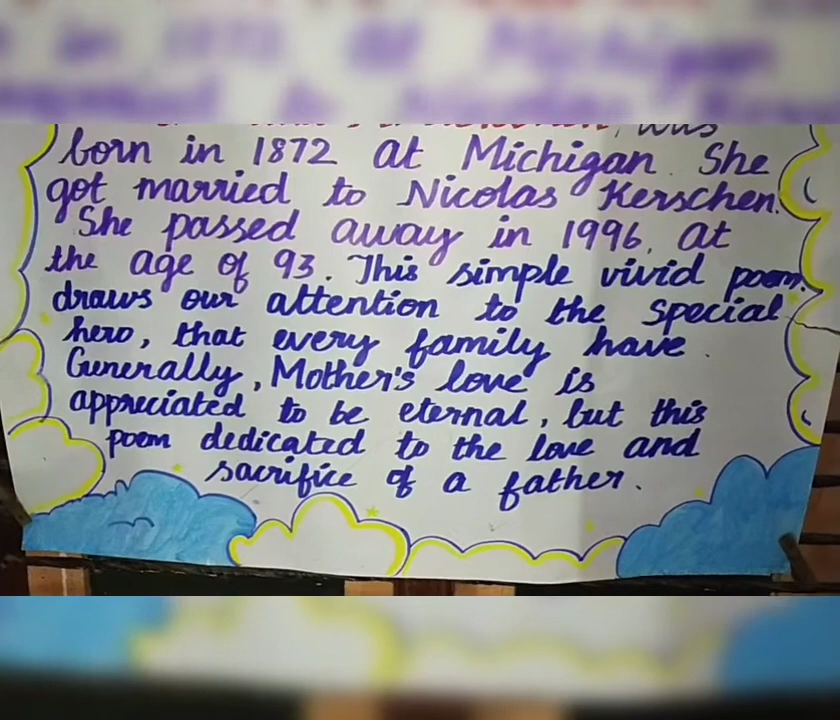 was
born in 1872 at Michigan. She
got married to Nicolas Kerschen.
She passed away in 1996, at
the age of 93. This simple vivid poem
draws our attention to the special
hero, that every family have.
Generally, Mother's love is
appreciated to be eternal, but this
poem dedicated to the love and
sacrifice of a father.